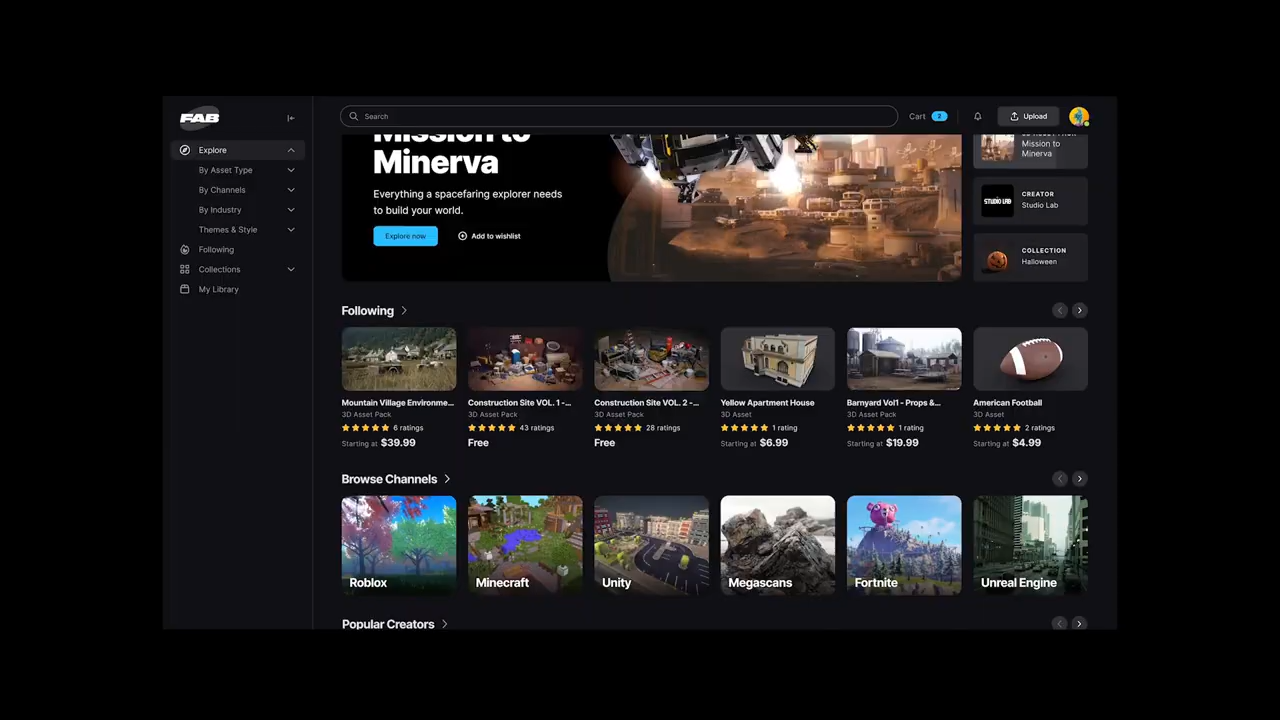 FAB
Search
Cart
2
Upload
Explore
By Asset Type
By Channels
By Industry
Themes & Style
Following
Collections
My Library
Mission to
Minerva
Everything a spacefaring explorer needs
to build your world.
Explore now
Add to wishlist
Mission to
Minerva
STUDIO LAB
CREATOR
Studio Lab
COLLECTION
Halloween
Following
Mountain Village Environme...
3D Asset Pack
6 ratings
Starting at $39.99
Construction Site VOL. 1 -...
3D Asset Pack
43 ratings
Free
Construction Site VOL. 2 -...
3D Asset Pack
28 ratings
Free
Yellow Apartment House
3D Asset
1 rating
Starting at $6.99
Barnyard Vol1 - Props &...
3D Asset Pack
1 rating
Starting at $19.99
American Football
3D Asset
2 ratings
Starting at $4.99
Browse Channels
Roblox
Minecraft
Unity
Megascans
Fortnite
Unreal Engine
Popular Creators